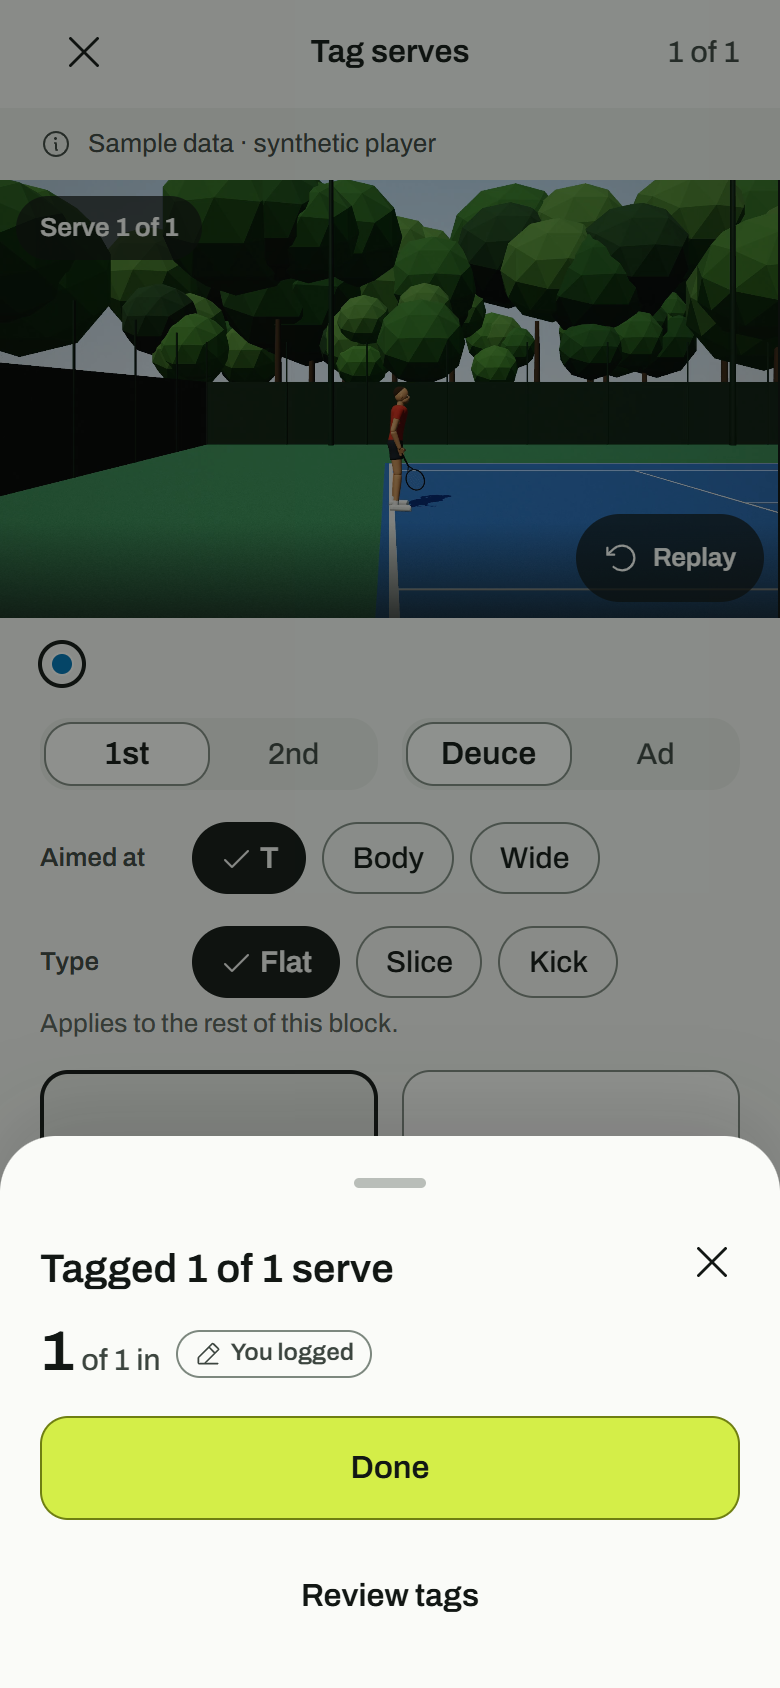 Tag serves
1 of 1
Sample data · synthetic player
Serve 1 of 1
Replay
1st
2nd
Deuce
Ad
Aimed at
T
Body
Wide
Type
Flat
Slice
Kick
Applies to the rest of this block.
Tagged 1 of 1 serve
1 of 1 in
You logged
Done
Review tags